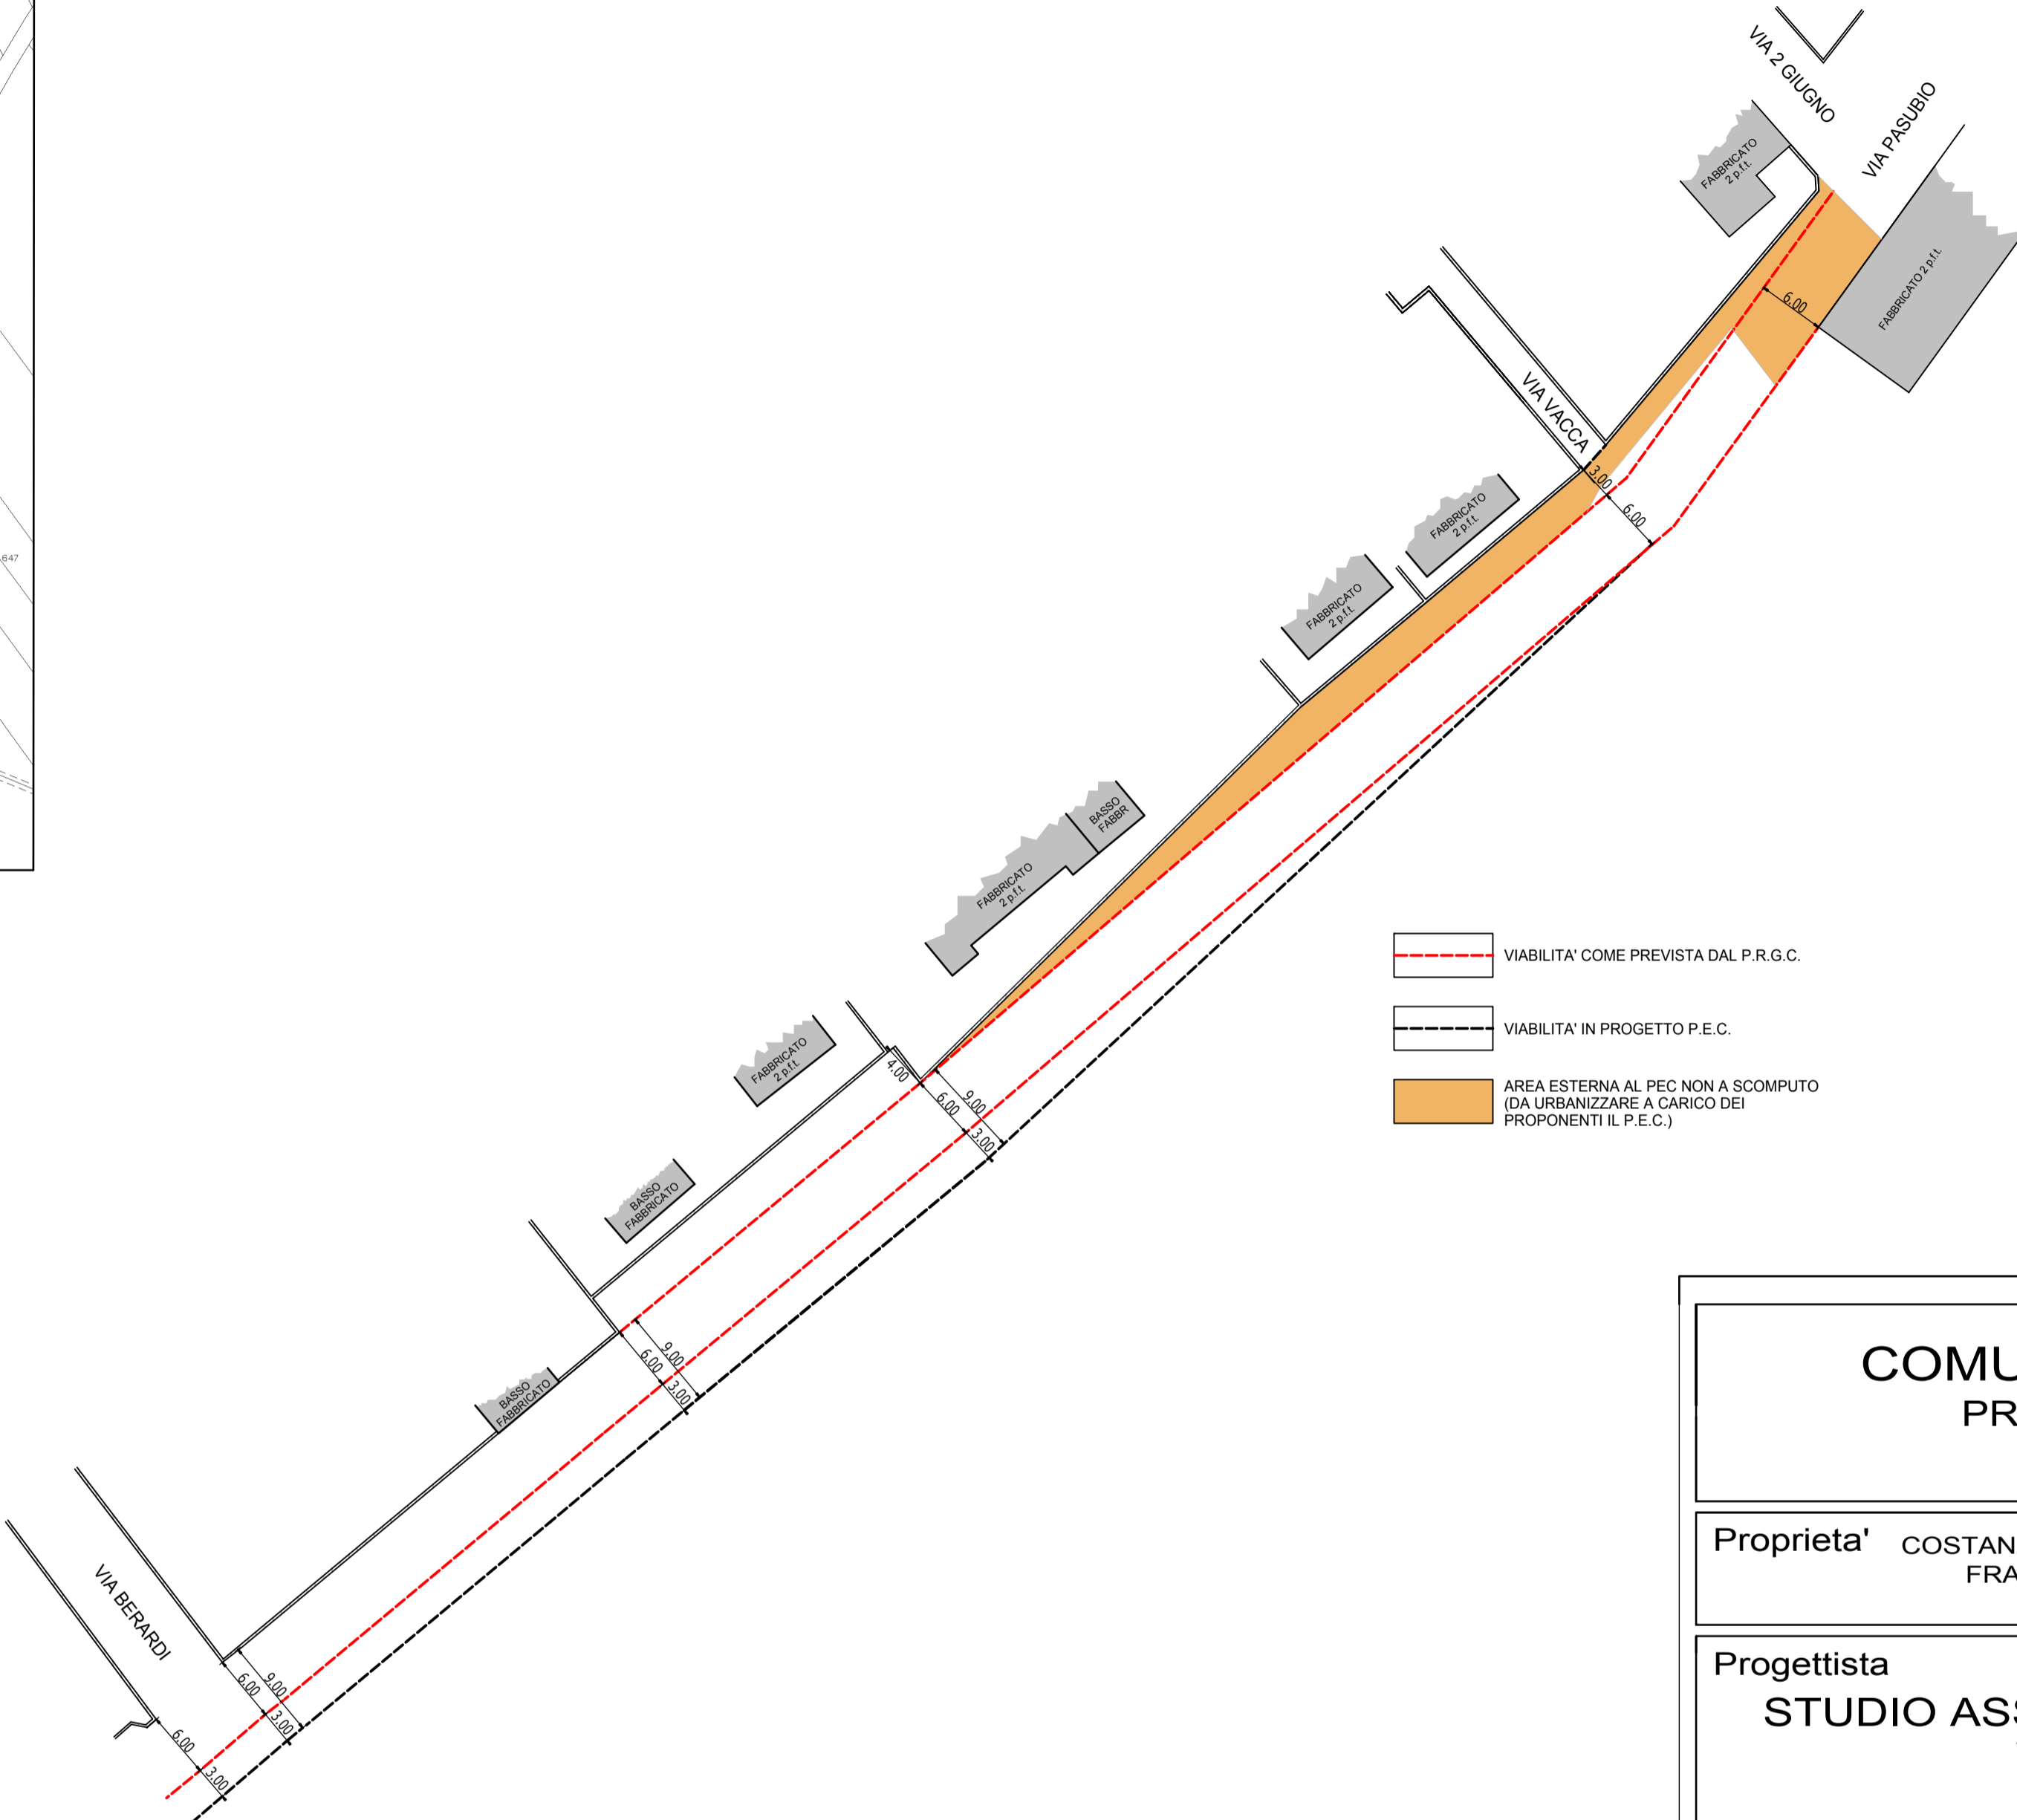 VIA 2 GIUGNO
VIA PASUBIO
FABBRICATO
2 p.f.t.
FABBRICATO 2 p.f.t.
6.00
VIA VACCA
3.00
6.00
FABBRICATO
2 p.f.t.
FABBRICATO
2 p.f.t.
647
BASSO
FABBR
FABBRICATO
2 p.f.t.
VIABILITA' COME PREVISTA DAL P.R.G.C.
VIABILITA' IN PROGETTO P.E.C.
AREA ESTERNA AL PEC NON A SCOMPUTO
(DA URBANIZZARE A CARICO DEI
PROPONENTI IL P.E.C.)
FABBRICATO
2 p.f.t.
4.00
6.00
9.00
3.00
BASSO
FABBRICATO
6.00
9.00
3.00
BASSO
FABBRICATO
VIA BERARDI
6.00
9.00
3.00
6.00
3.00
COMU
PR
Proprieta'
COSTAN
FRA
Progettista
STUDIO ASS